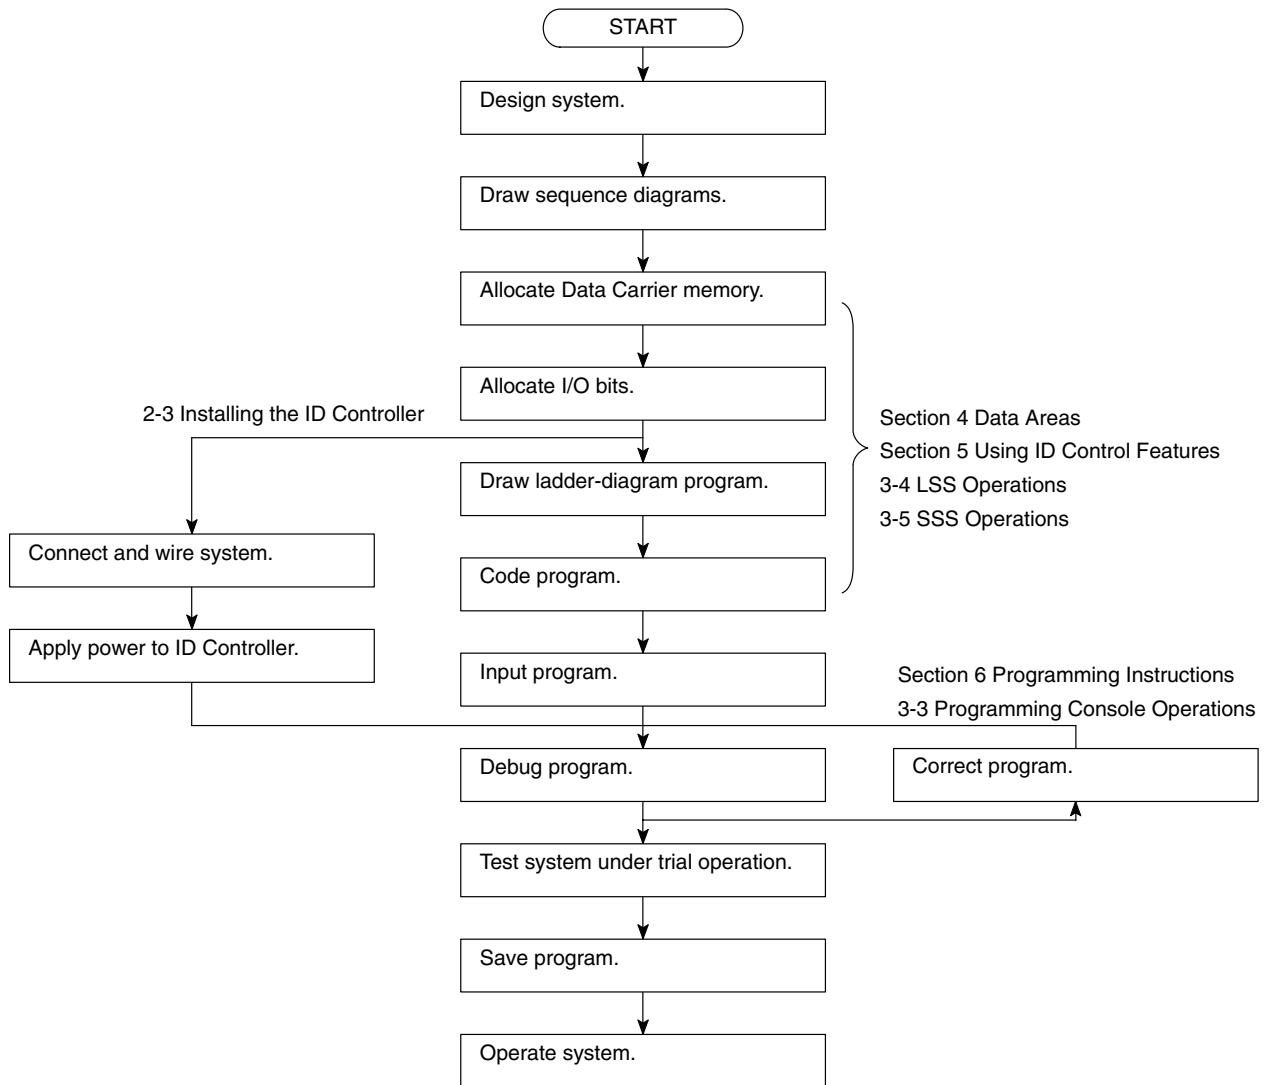 START
Design system.
Draw sequence diagrams.
Allocate Data Carrier memory.
Allocate I/O bits.
2-3 Installing the ID Controller
Section 4 Data Areas
Section 5 Using ID Control Features
3-4 LSS Operations
3-5 SSS Operations
Draw ladder-diagram program.
Connect and wire system.
Code program.
Apply power to ID Controller.
Input program.
Section 6 Programming Instructions
3-3 Programming Console Operations
Debug program.
Correct program.
Test system under trial operation.
Save program.
Operate system.